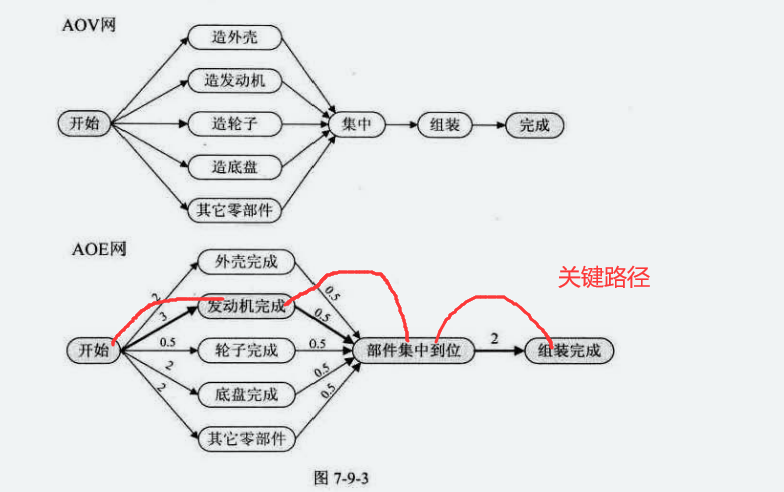 AOV网
造外壳
造发动机
开始
造轮子
集中
组装
完成
造底盘
其它零部件
AOE网
外壳完成
关键路径
2
0.5
发动机完成
3
0.5
2
开始
0.5
轮子完成
0.5
部件集中到位
组装完成
2
底盘完成
0.5
2
其它零部件
0.5
图 7-9-3